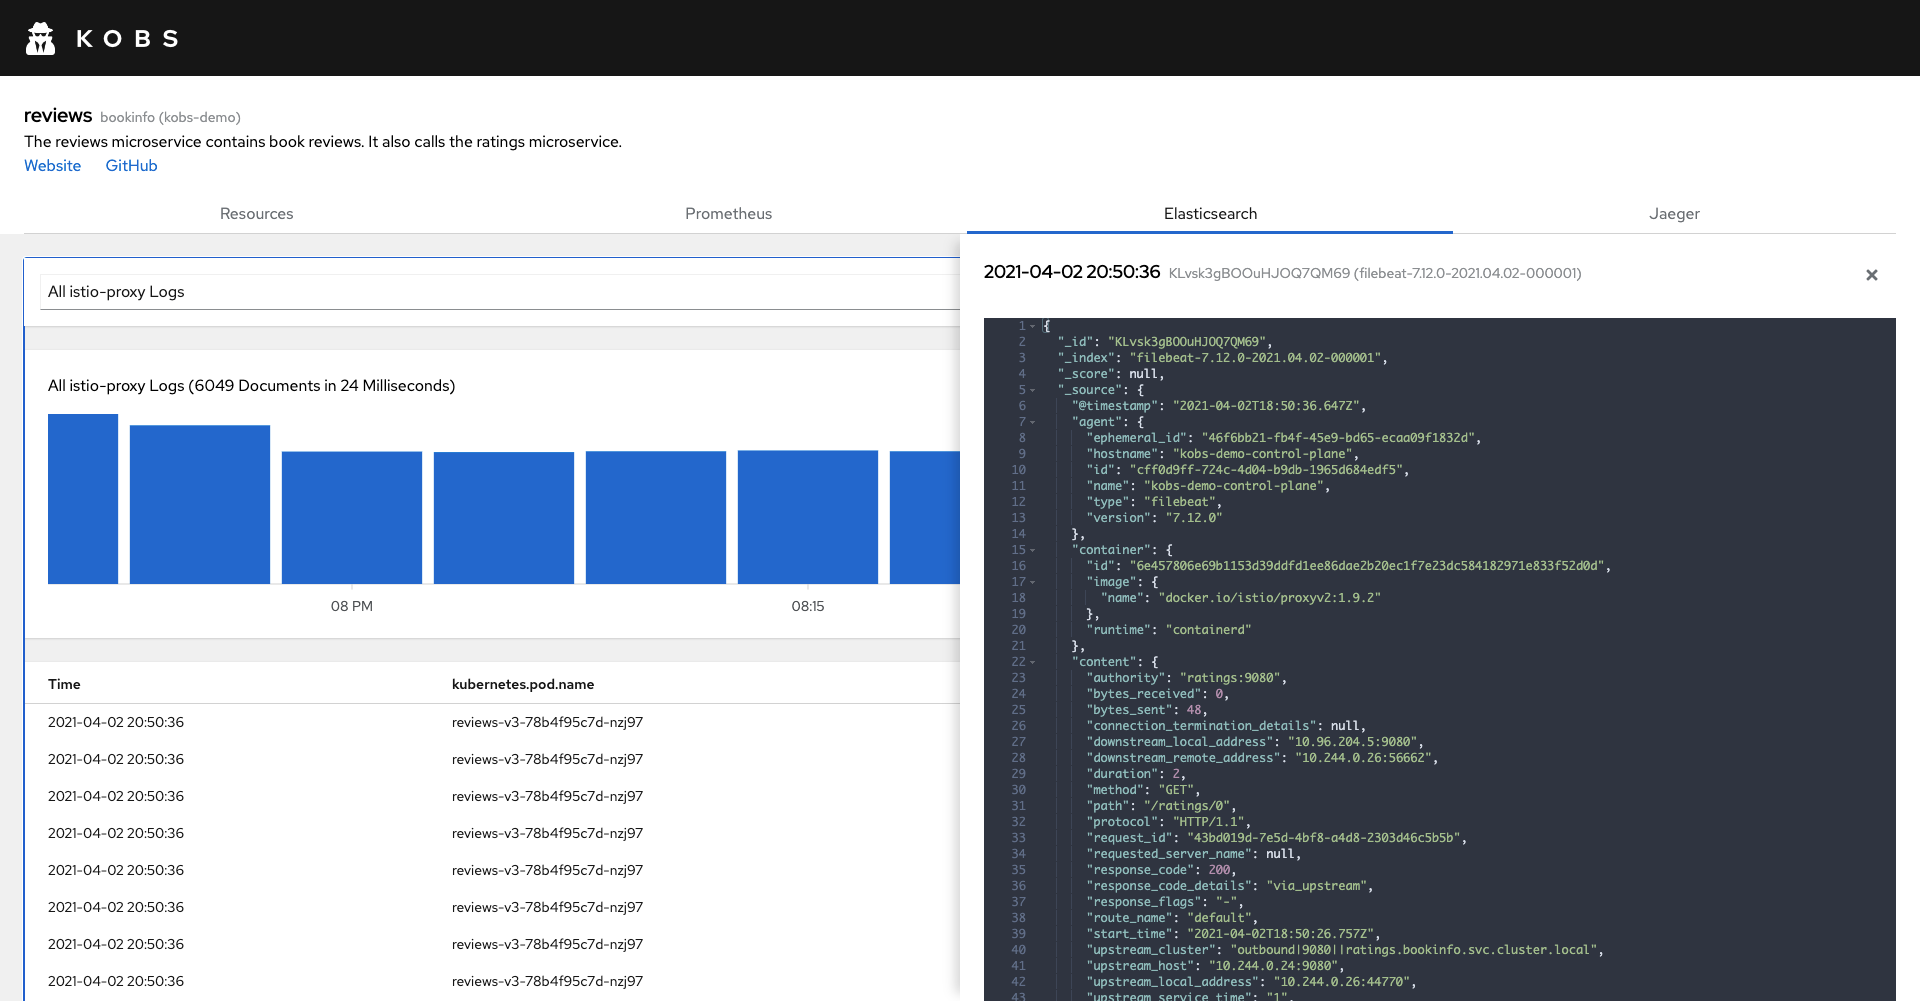 KOBS
reviews bookinfo (kobs-demo)
The reviews microservice contains book reviews. It also calls the ratings microservice.
Website GitHub
Resources Prometheus Elasticsearch Jaeger
All istio-proxy Logs
All istio-proxy Logs (6049 Documents in 24 Milliseconds)
08 PM 08:15
Time kubernetes.pod.name
2021-04-02 20:50:36 reviews-v3-78b4f95c7d-nzj97
2021-04-02 20:50:36 reviews-v3-78b4f95c7d-nzj97
2021-04-02 20:50:36 reviews-v3-78b4f95c7d-nzj97
2021-04-02 20:50:36 reviews-v3-78b4f95c7d-nzj97
2021-04-02 20:50:36 reviews-v3-78b4f95c7d-nzj97
2021-04-02 20:50:36 reviews-v3-78b4f95c7d-nzj97
2021-04-02 20:50:36 reviews-v3-78b4f95c7d-nzj97
2021-04-02 20:50:36 reviews-v3-78b4f95c7d-nzj97
2021-04-02 20:50:36 KLvsk3gBOOuHJOQ7QM69 (filebeat-7.12.0-2021.04.02-000001)
1 {
2 "_id": "KLvsk3gBOOuHJOQ7QM69",
3 "_index": "filebeat-7.12.0-2021.04.02-000001",
4 "_score": null,
5 "_source": {
6 "@timestamp": "2021-04-02T18:50:36.647Z",
7 "agent": {
8 "ephemeral_id": "46f6bb21-fb4f-45e9-bd65-ecaa09f1832d",
9 "hostname": "kobs-demo-control-plane",
10 "id": "cff0d9ff-724c-4d04-b9db-1965d684edf5",
11 "name": "kobs-demo-control-plane",
12 "type": "filebeat",
13 "version": "7.12.0"
14 },
15 "container": {
16 "id": "6e457806e69b1153d39ddfd1ee86dae2b20ec1f7e23dc584182971e833f52d0d",
17 "image": {
18 "name": "docker.io/istio/proxyv2:1.9.2"
19 },
20 "runtime": "containerd"
21 },
22 "content": {
23 "authority": "ratings:9080",
24 "bytes_received": 0,
25 "bytes_sent": 48,
26 "connection_termination_details": null,
27 "downstream_local_address": "10.96.204.5:9080",
28 "downstream_remote_address": "10.244.0.26:56662",
29 "duration": 2,
30 "method": "GET",
31 "path": "/ratings/0",
32 "protocol": "HTTP/1.1",
33 "request_id": "43bd019d-7e5d-4bf8-a4d8-2303d46c5b5b",
34 "requested_server_name": null,
35 "response_code": 200,
36 "response_code_details": "via_upstream",
37 "response_flags": "-",
38 "route_name": "default",
39 "start_time": "2021-04-02T18:50:26.757Z",
40 "upstream_cluster": "outbound|9080||ratings.bookinfo.svc.cluster.local",
41 "upstream_host": "10.244.0.24:9080",
42 "upstream_local_address": "10.244.0.26:44770",
43 "upstream_service_time": "1",